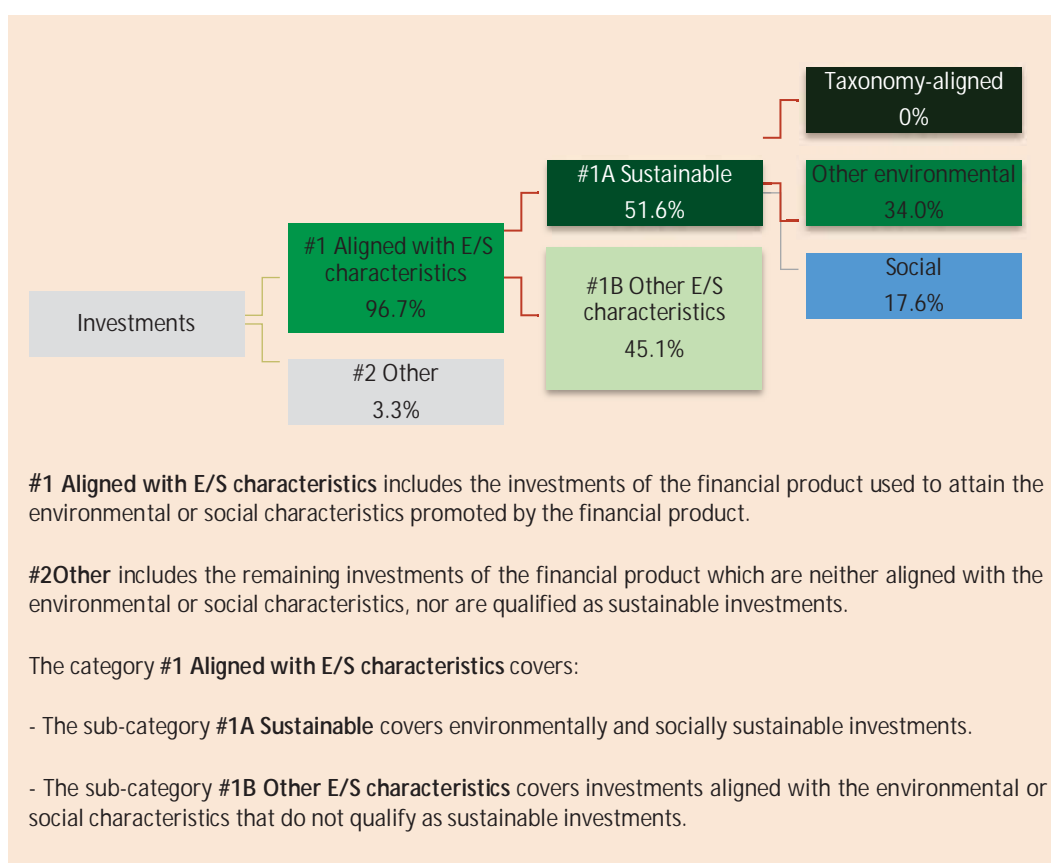 Taxonomy-aligned
0%
#1A Sustainable
51.6%
Other environmental
34.0%
#1 Aligned with E/S
characteristics
96.7%
#1B Other E/S
characteristics
45.1%
Social
17.6%
Investments
#2 Other
3.3%
#1 Aligned with E/S characteristics includes the investments of the financial product used to attain the
environmental or social characteristics promoted by the financial product.
#2Other includes the remaining investments of the financial product which are neither aligned with the
environmental or social characteristics, nor are qualified as sustainable investments.
The category #1 Aligned with E/S characteristics covers:
- The sub-category #1A Sustainable covers environmentally and socially sustainable investments.
- The sub-category #1B Other E/S characteristics covers investments aligned with the environmental or
social characteristics that do not qualify as sustainable investments.